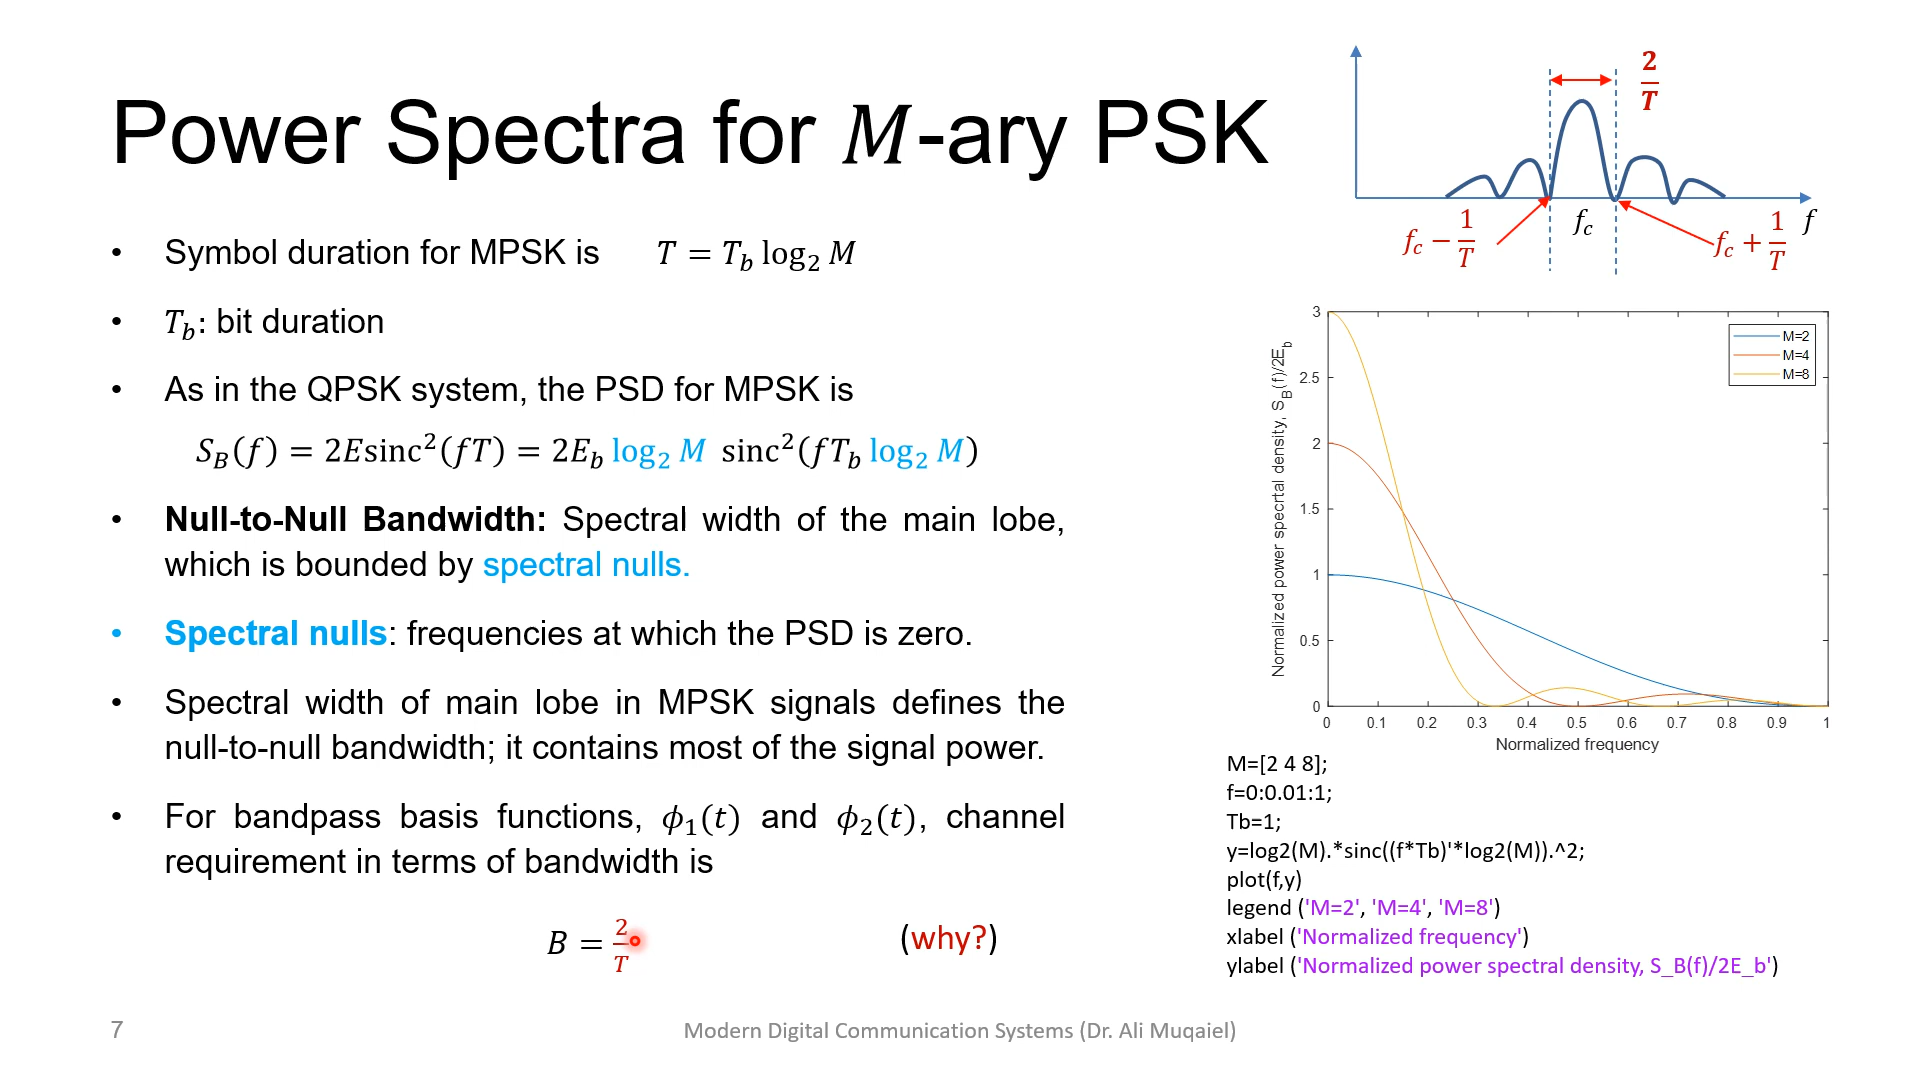 Power Spectra for M-ary PSK
• Symbol duration for MPSK is T = T_b log₂ M
• T_b: bit duration
• As in the QPSK system, the PSD for MPSK is
S_B(f) = 2Esinc²(fT) = 2E_b log₂ M sinc²(fT_b log₂ M)
• Null-to-Null Bandwidth: Spectral width of the main lobe,
which is bounded by spectral nulls.
• Spectral nulls: frequencies at which the PSD is zero.
• Spectral width of main lobe in MPSK signals defines the
null-to-null bandwidth; it contains most of the signal power.
• For bandpass basis functions, ϕ₁(t) and ϕ₂(t), channel
requirement in terms of bandwidth is
B = 2/T (why?)
2/T
f_c − 1/T
f_c
f_c + 1/T
f
3
2.5
2
1.5
1
0.5
0
Normalized power spectral density, S_B(f)/2E_b
M=2
M=4
M=8
0 0.1 0.2 0.3 0.4 0.5 0.6 0.7 0.8 0.9 1
Normalized frequency
M=[2 4 8];
f=0:0.01:1;
Tb=1;
y=log2(M).*sinc((f*Tb)'*log2(M)).^2;
plot(f,y)
legend ('M=2', 'M=4', 'M=8')
xlabel ('Normalized frequency')
ylabel ('Normalized power spectral density, S_B(f)/2E_b')
7
Modern Digital Communication Systems (Dr. Ali Muqaiel)